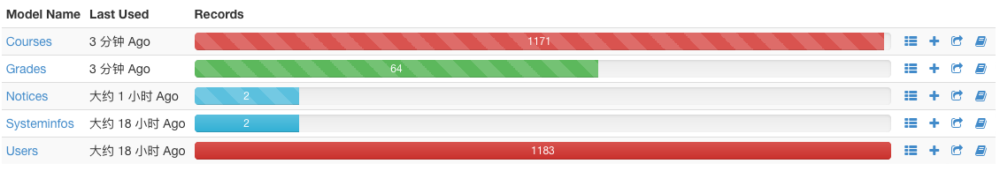 Model Name Last Used Records
Courses 3 分钟 Ago 1171
Grades 3 分钟 Ago 64
Notices 大约 1 小时 Ago 2
Systeminfos 大约 18 小时 Ago 2
Users 大约 18 小时 Ago 1183